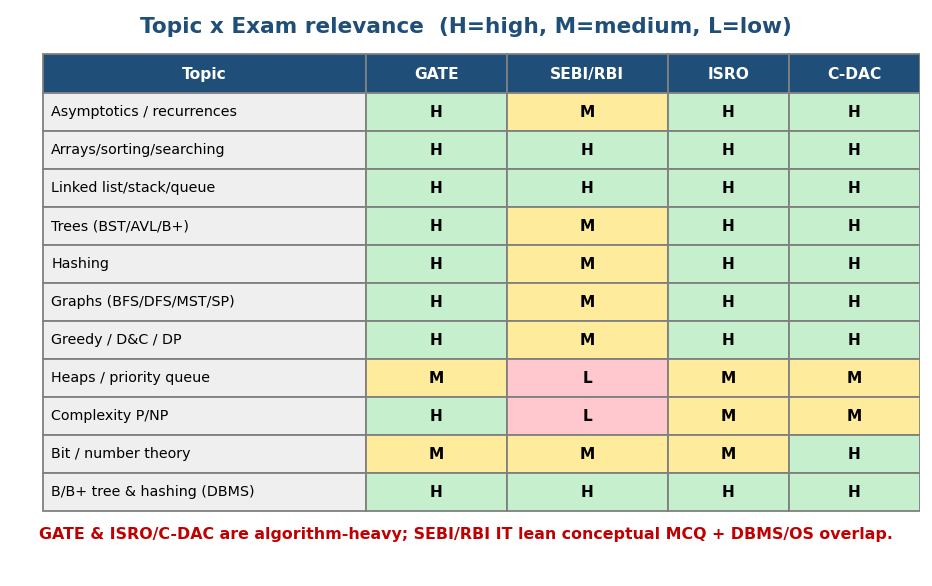 Topic x Exam relevance (H=high, M=medium, L=low)
Topic GATE SEBI/RBI ISRO C-DAC
Asymptotics / recurrences H M H H
Arrays/sorting/searching H H H H
Linked list/stack/queue H H H H
Trees (BST/AVL/B+) H M H H
Hashing H M H H
Graphs (BFS/DFS/MST/SP) H M H H
Greedy / D&C / DP H M H H
Heaps / priority queue M L M M
Complexity P/NP H L M M
Bit / number theory M M M H
B/B+ tree & hashing (DBMS) H H H H
GATE & ISRO/C-DAC are algorithm-heavy; SEBI/RBI IT lean conceptual MCQ + DBMS/OS overlap.